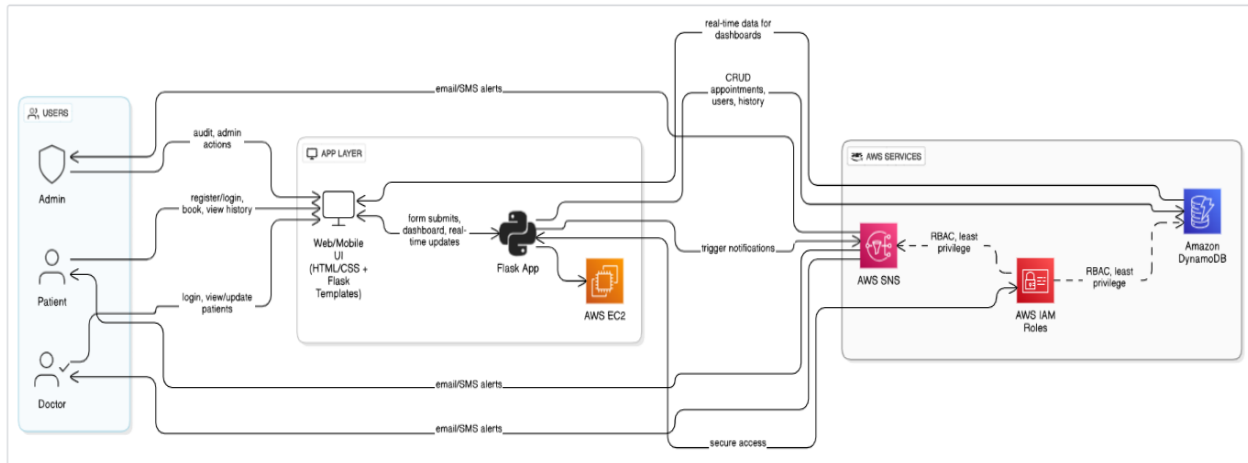 real-time data for
dashboards
CRUD
appointments,
users, history
email/SMS alerts
USERS
audit, admin
actions
Admin
APP LAYER
AWS SERVICES
register/login,
book, view history
form submits,
dashboard, real-
time updates
Web/Mobile
UI
(HTML/CSS +
Flask
Templates)
Flask App
trigger notifications
RBAC, least
privilege
Amazon
DynamoDB
AWS SNS
RBAC, least
privilege
Patient
login, view/update
patients
AWS EC2
AWS IAM
Roles
Doctor
email/SMS alerts
email/SMS alerts
secure access